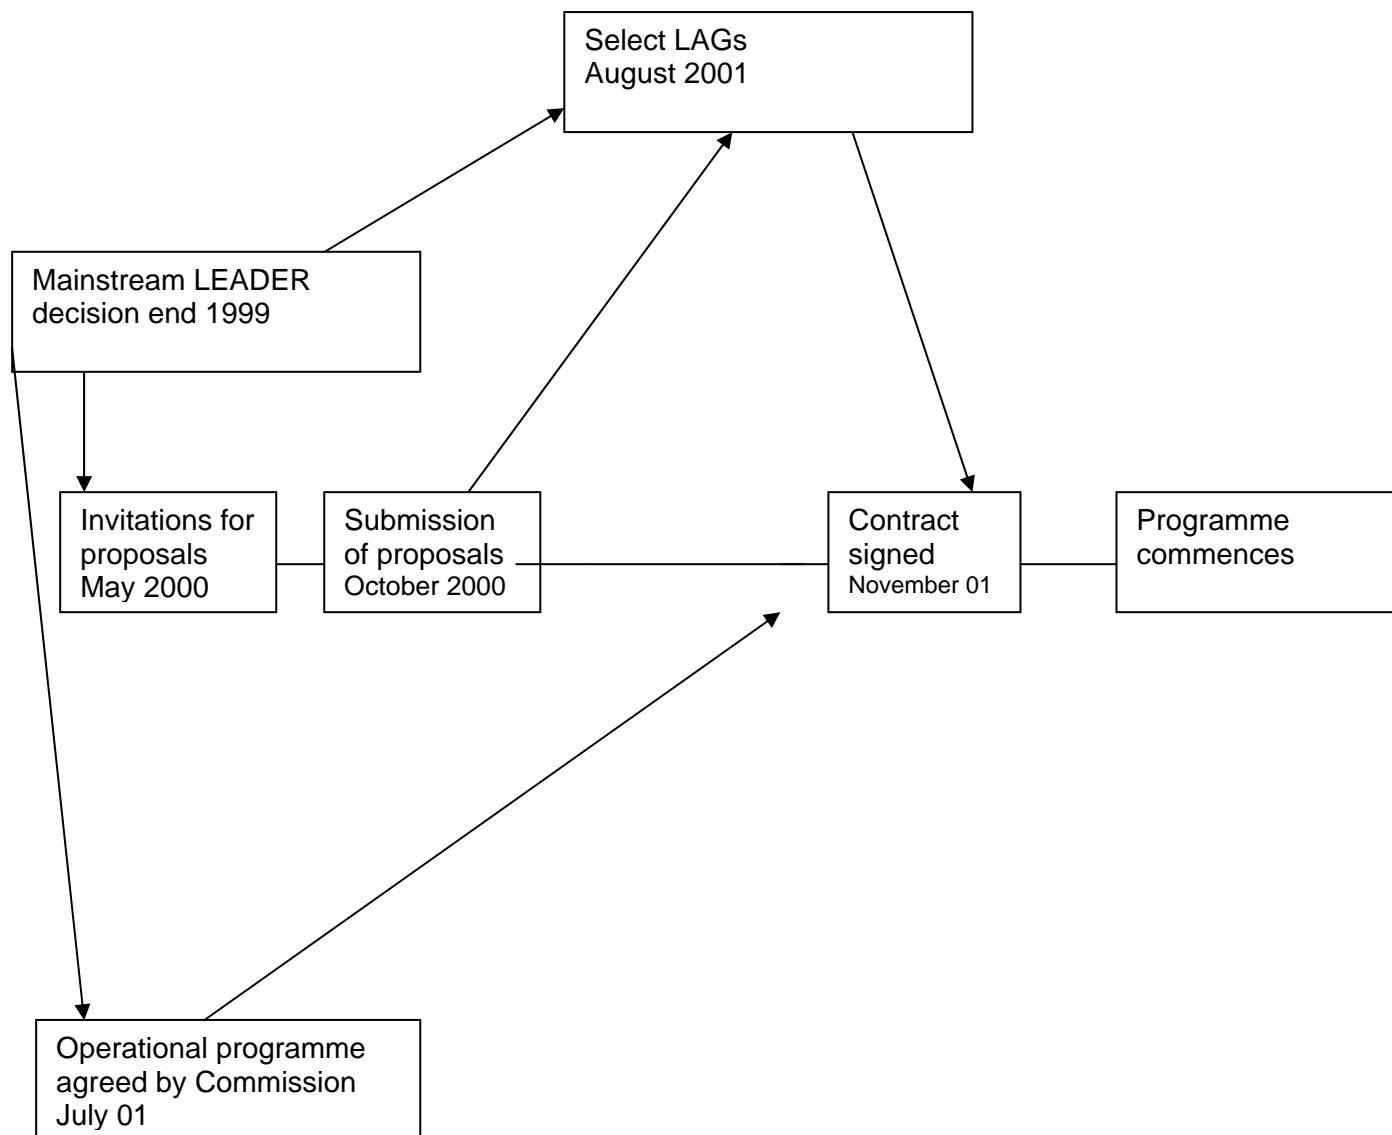 Select LAGs
August 2001
Mainstream LEADER
decision end 1999
Invitations for
proposals
May 2000
Submission
of proposals
October 2000
Contract
signed
November 01
Programme
commences
Operational programme
agreed by Commission
July 01